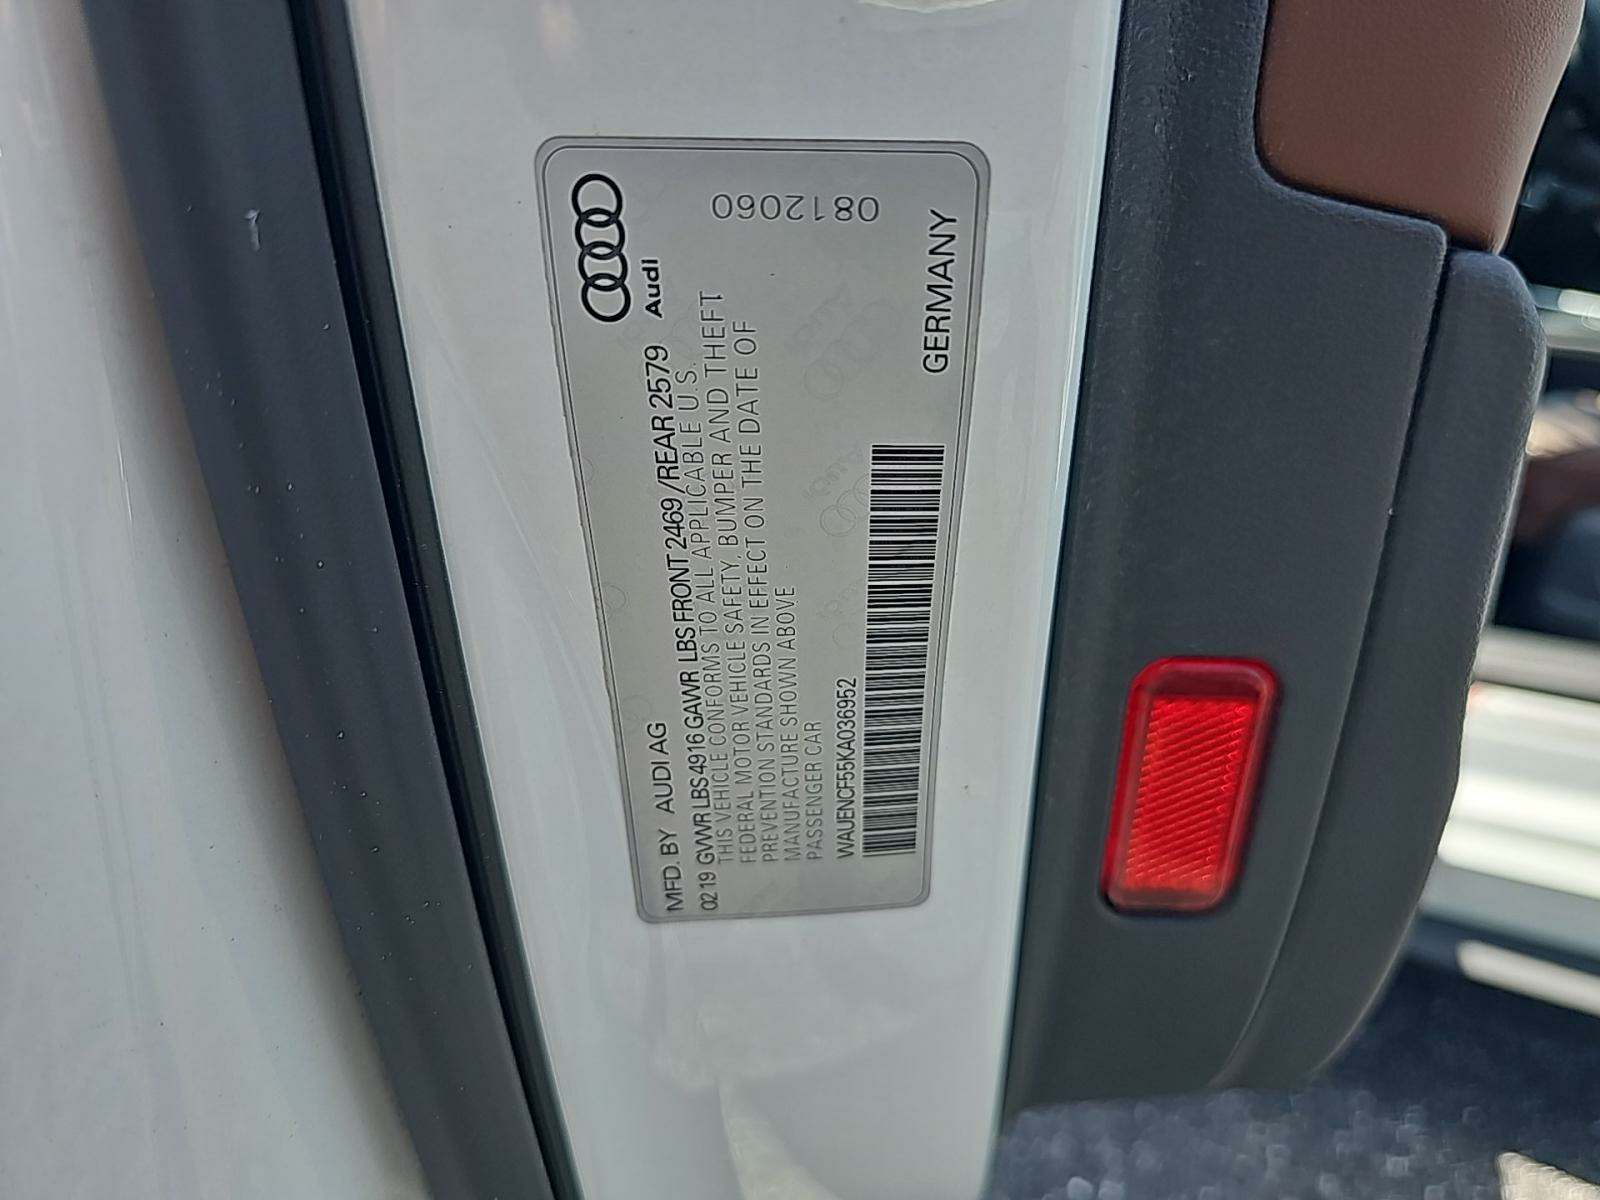 MFD. BY AUDI AG
Audi
02 19 GVWR LBS 4916 GAWR LBS FRONT 2469/REAR 2579
THIS VEHICLE CONFORMS TO ALL APPLICABLE U.S.
FEDERAL MOTOR VEHICLE SAFETY, BUMPER AND THEFT
PREVENTION STANDARDS IN EFFECT ON THE DATE OF
MANUFACTURE SHOWN ABOVE
PASSENGER CAR
0812060
WAUENCF55KA036952
GERMANY